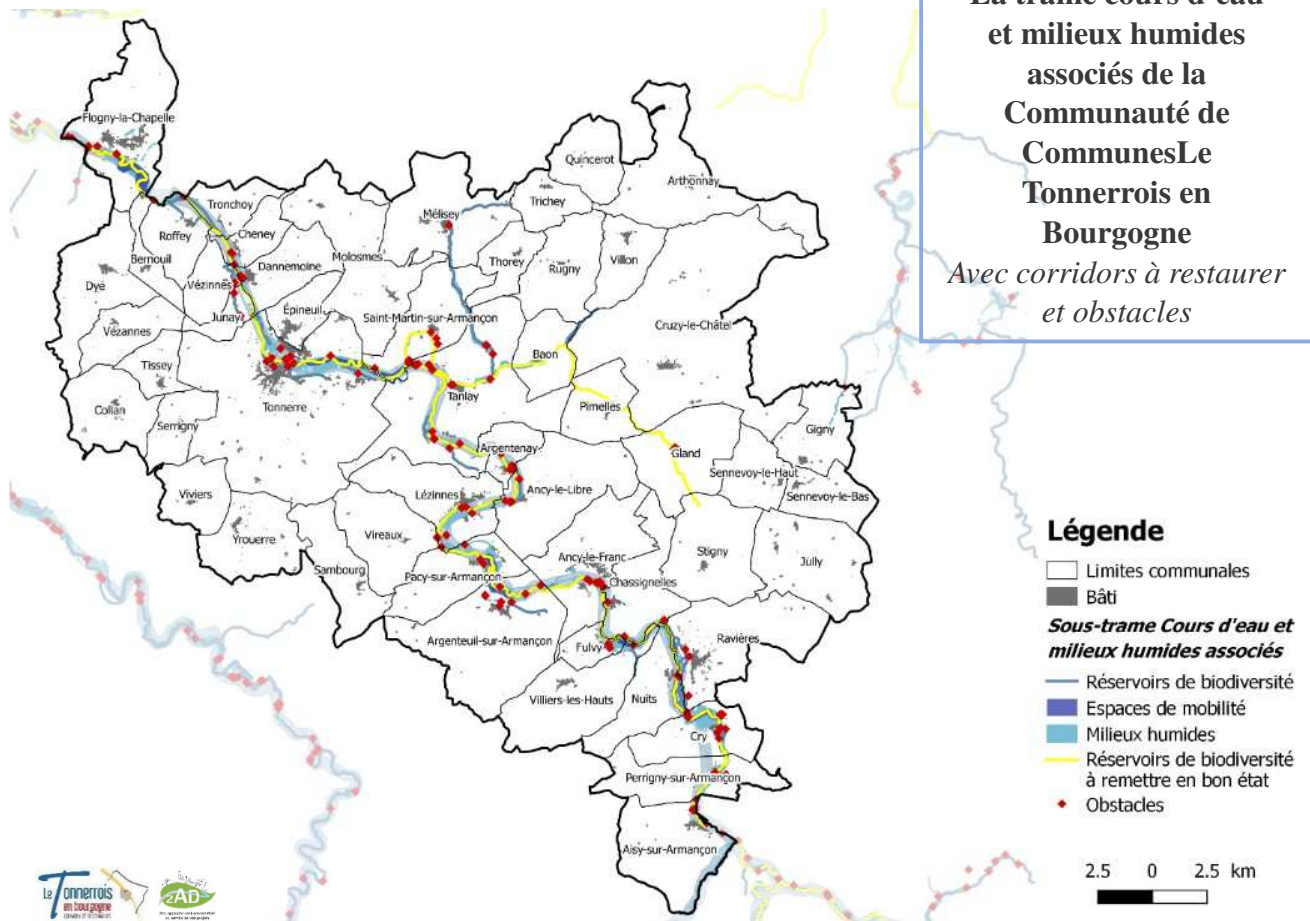 La trame cours d'eau
et milieux humides
associés de la
Communauté de
CommunesLe
Tonnerrois en
Bourgogne
Avec corridors à restaurer
et obstacles
Flogny-la-Chapelle
Quincerot
Arthonnay
Tronchoy
Trichey
Mélisey
Roffey
Cheney
Bernouil
Molosmes
Thorey
Villon
Dannemoine
Rugny
Dyé
Vézinnes
Junay
Épineuil
Saint-Martin-sur-Armançon
Cruzy-le-Châtel
Vézannes
Baon
Tissey
Tanlay
Tonnerre
Pimelles
Collan
Serrigny
Gigny
Argentenay
Gland
Sennevoy-le-Haut
Viviers
Lézinnes
Ancy-le-Libre
Sennevoy-le-Bas
Vireaux
Yrouerre
Stigny
Ancy-le-Franc
Jully
Sambourg
Pacy-sur-Armançon
Chassignelles
Argenteuil-sur-Armançon
Ravières
Fulvy
Villiers-les-Hauts
Nuits
Cry
Perrigny-sur-Armançon
Aisy-sur-Armançon
Légende
Limites communales
Bâti
Sous-trame Cours d'eau et
milieux humides associés
Réservoirs de biodiversité
Espaces de mobilité
Milieux humides
Réservoirs de biodiversité
à remettre en bon état
Obstacles
2.5 0 2.5 km
Le Tonnerrois
en bourgogne
2AD